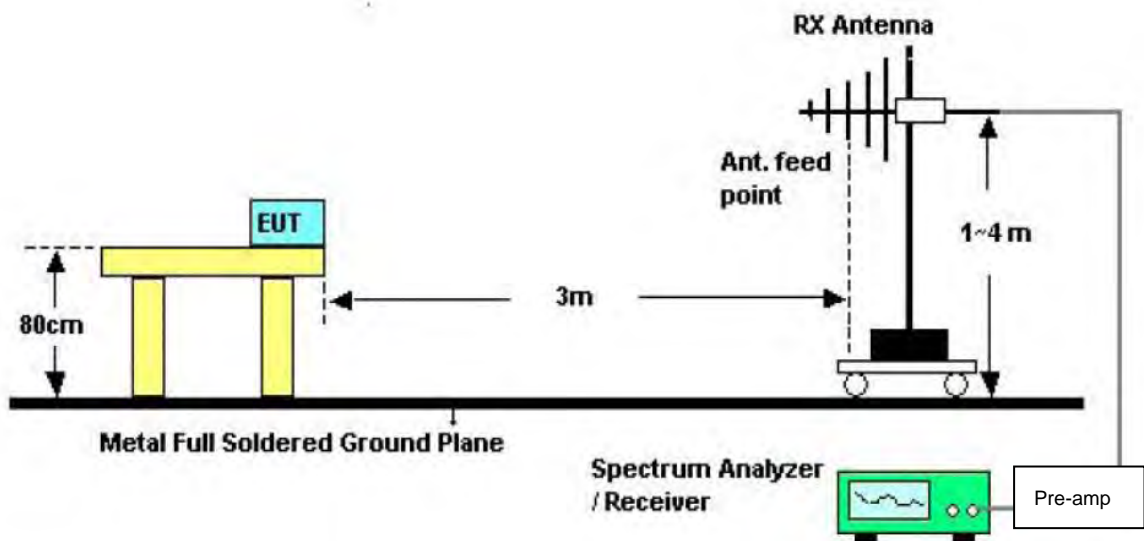 RX Antenna
Ant. feed
point
EUT
1~4 m
3m
80cm
Metal Full Soldered Ground Plane
Spectrum Analyzer
/ Receiver
Pre-amp